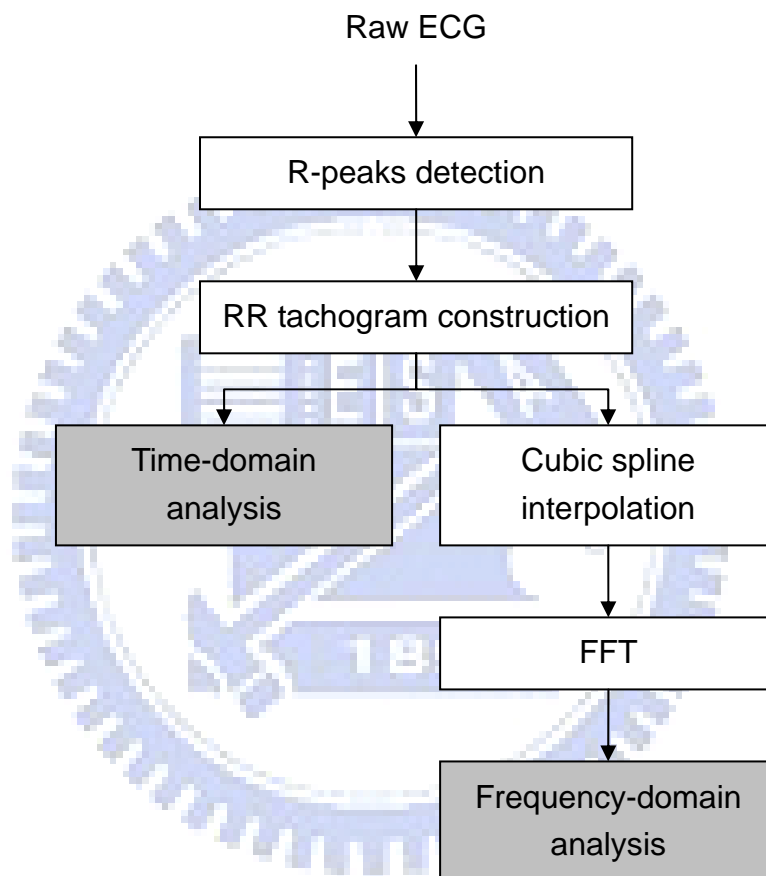 Raw ECG
R-peaks detection
RR tachogram construction
Time-domain
analysis
Cubic spline
interpolation
FFT
Frequency-domain
analysis